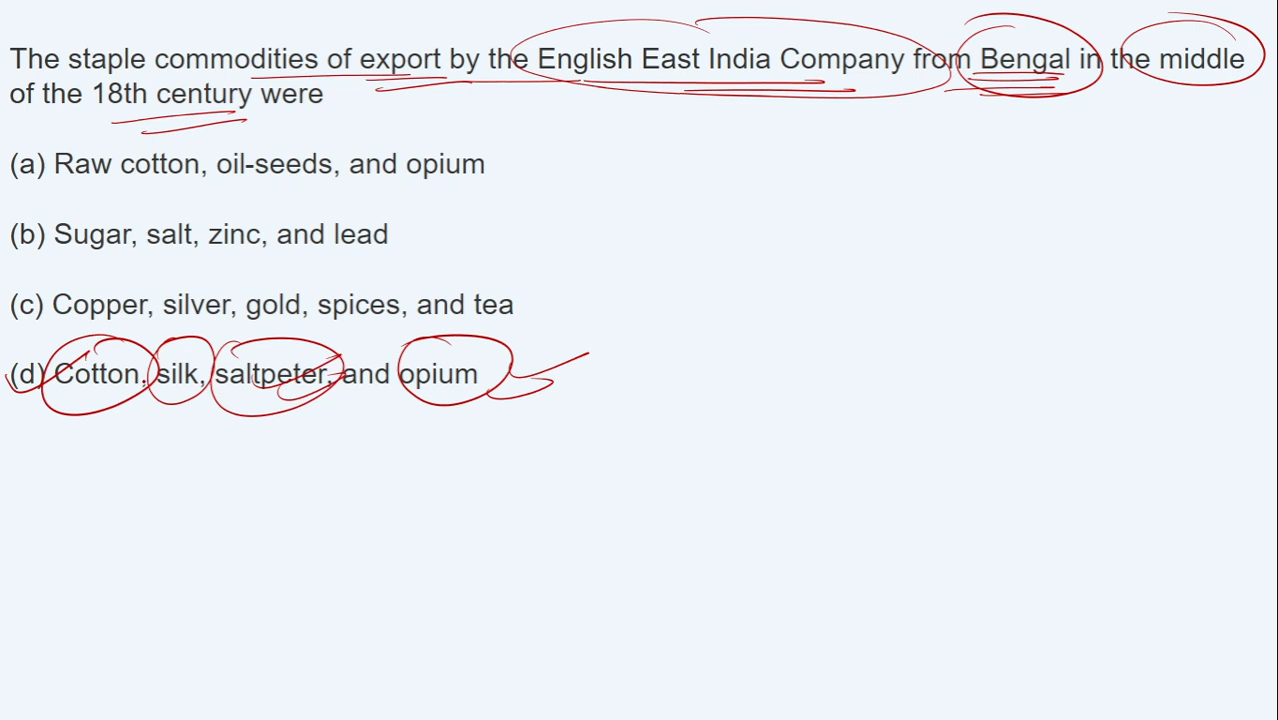 The staple commodities of export by the English East India Company from Bengal in the middle
of the 18th century were
(a) Raw cotton, oil-seeds, and opium
(b) Sugar, salt, zinc, and lead
(c) Copper, silver, gold, spices, and tea
(d) Cotton, silk, saltpeter, and opium